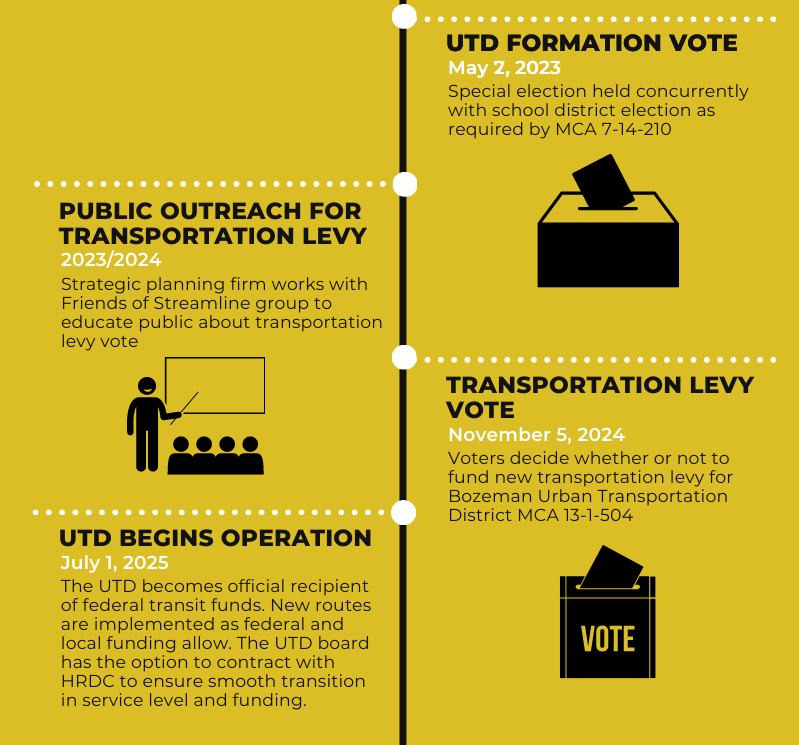 UTD FORMATION VOTE
May 2023
Special election held concurrently
with school district election as
required by MCA 7-14-210
PUBLIC OUTREACH FOR
TRANSPORTATION LEVY
2023/2024
Strategic planning firm works with
Friends of Streamline group to
educate public about transportation
levy vote
TRANSPORTATION LEVY
VOTE
November 5, 2024
Voters decide whether or not to
fund new transportation levy for
Bozeman Urban Transportation
District MCA 13-1-504
VOTE
UTD BEGINS OPERATION
July 1, 2025
The UTD becomes official recipient
of federal transit funds. New routes
are implemented as federal and
local funding allow. The UTD board
has the option to contract with
HRDC to ensure smooth transition
in service level and funding.